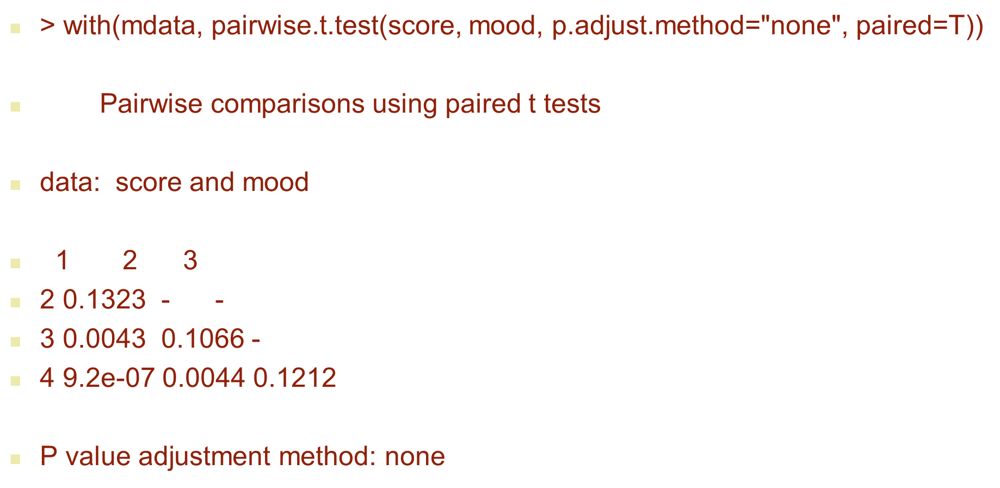 > with(mdata, pairwise.t.test(score, mood, p.adjust.method="none", paired=T))
Pairwise comparisons using paired t tests
data:  score and mood
1 2 3
2 0.1323 - -
3 0.0043 0.1066 -
4 9.2e-07 0.0044 0.1212
P value adjustment method: none